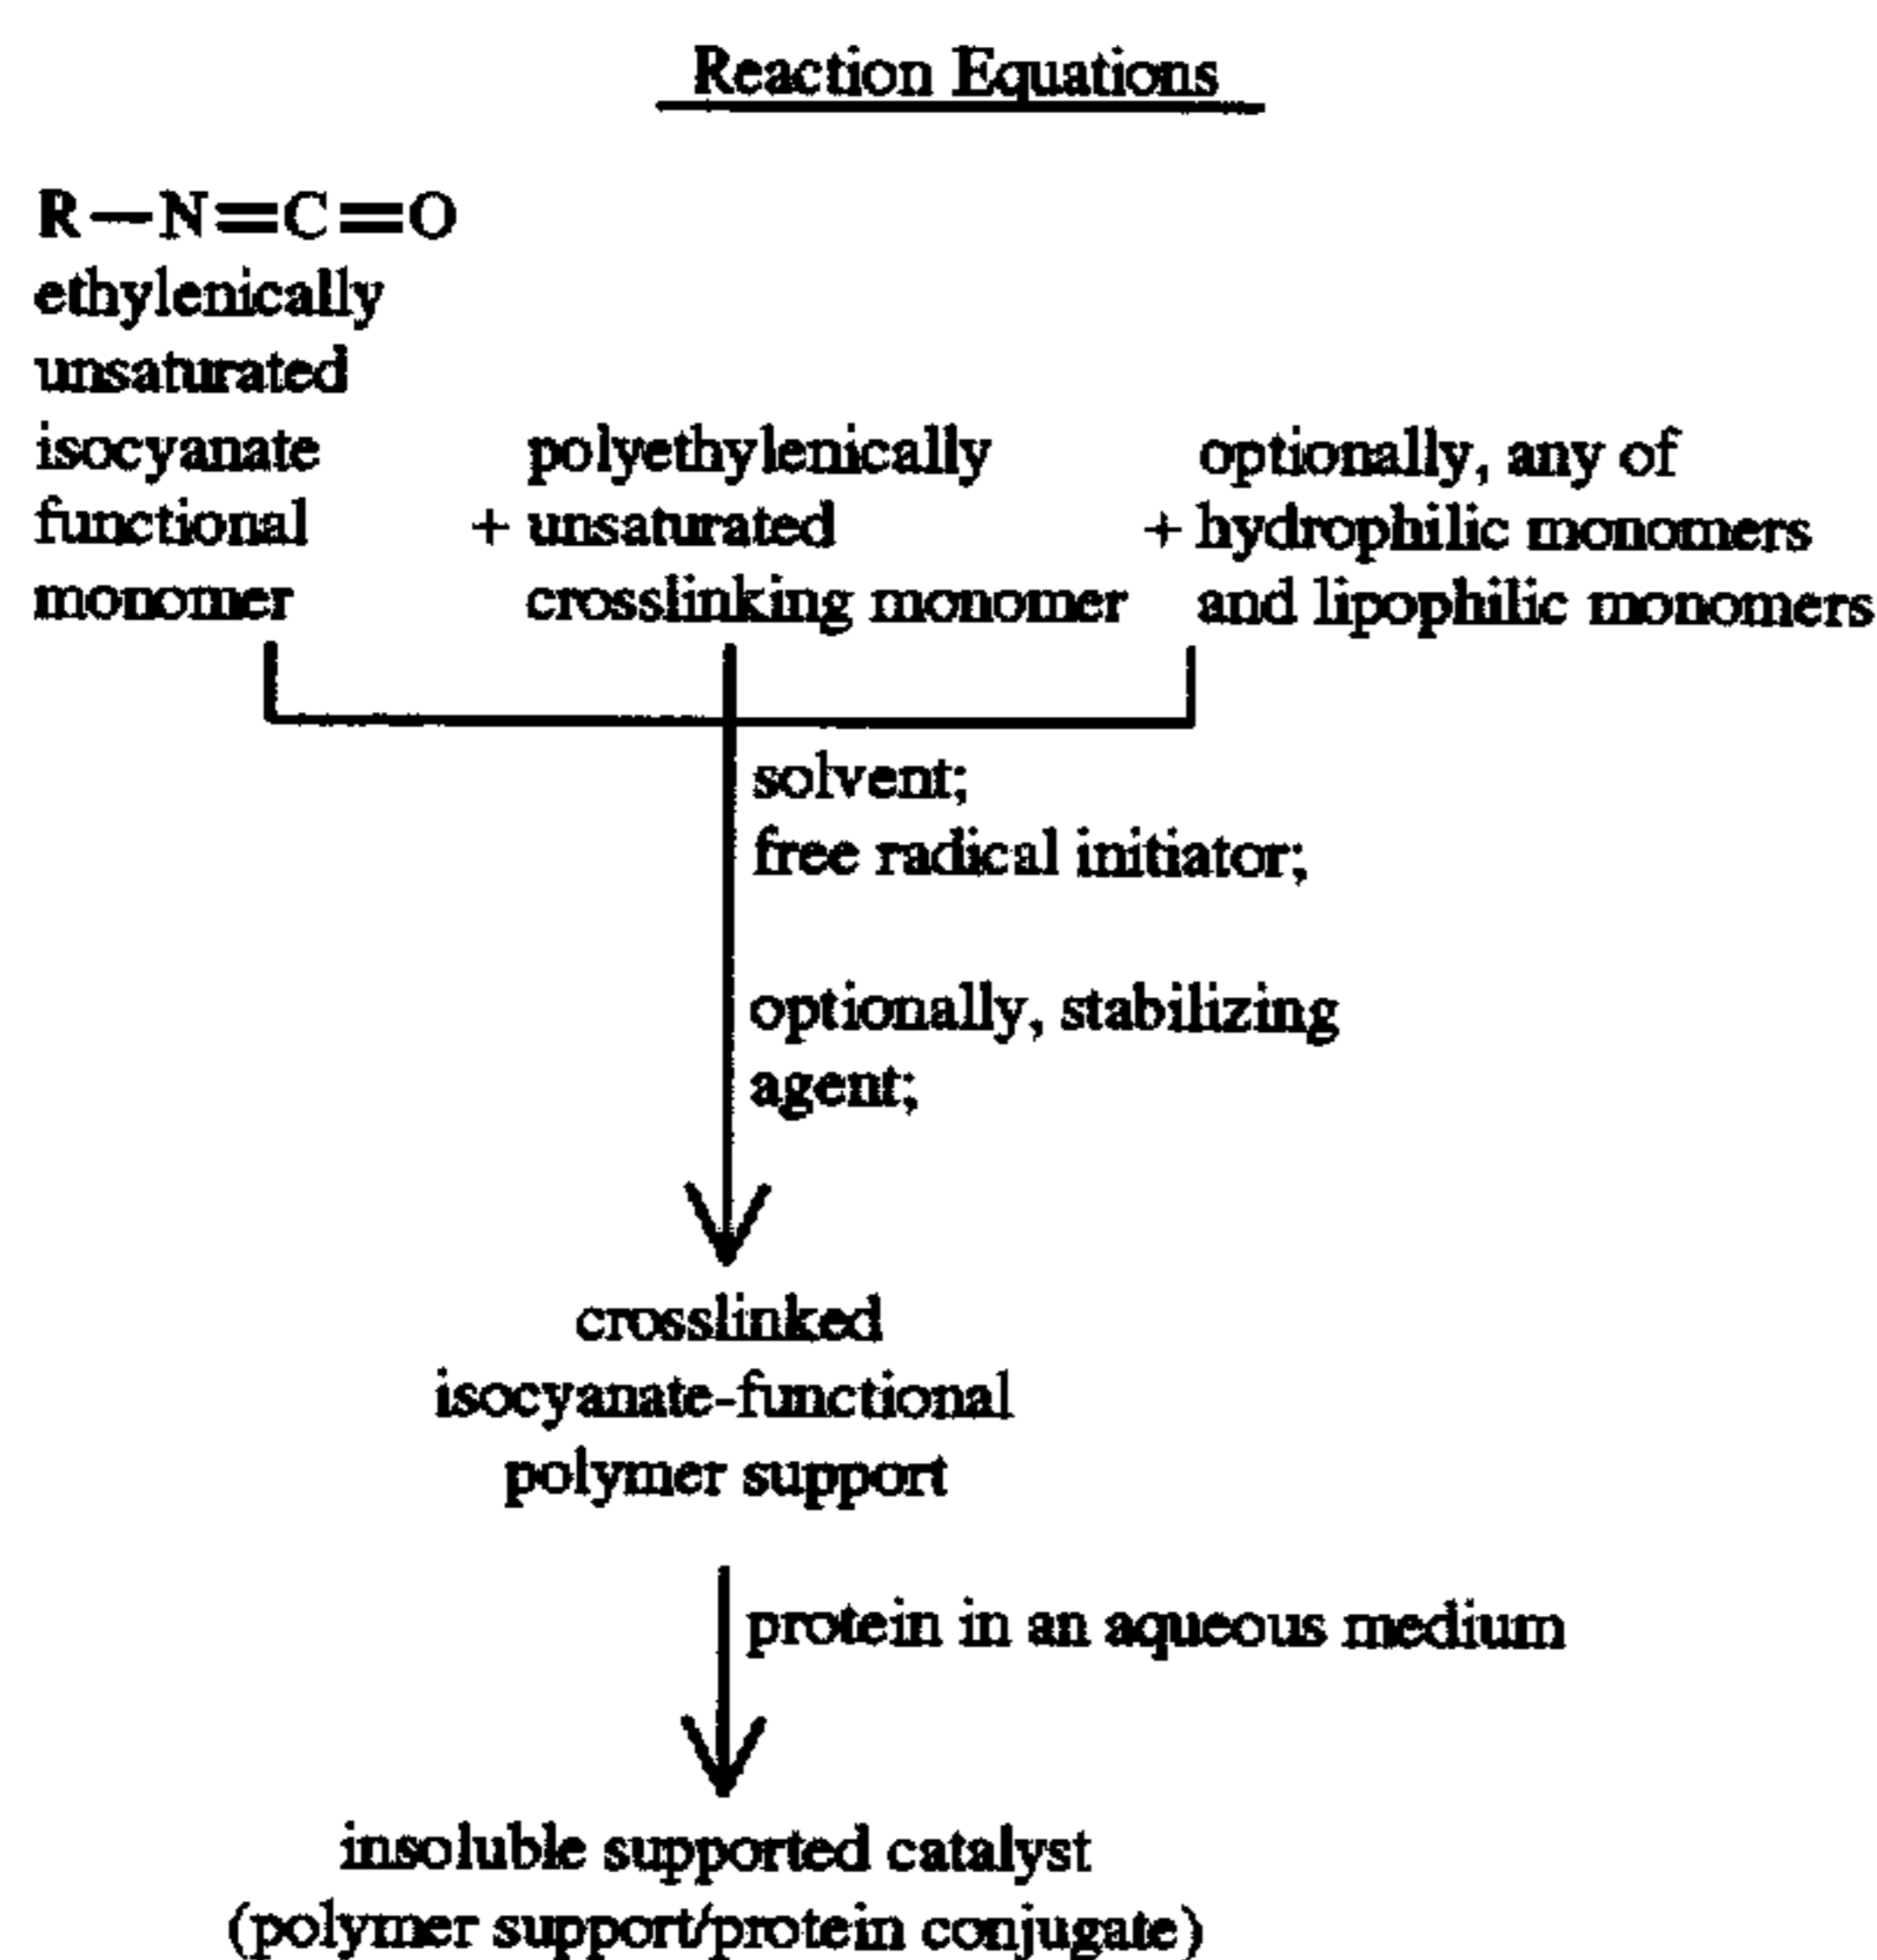 Reaction Equations
R—N=C=O
ethylenically
unsaturated
isocyanate
functional
monomer
polyethylenically
+ unsaturated
crosslinking monomer
optionally, any of
+ hydrophilic monomers
and lipophilic monomers
solvent;
free radical initiator;
optionally, stabilizing
agent;
crosslinked
isocyanate-functional
polymer support
protein in an aqueous medium
insoluble supported catalyst
(polymer support/protein conjugate)